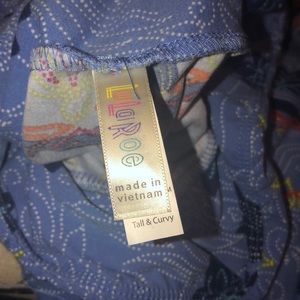 LuLaRoe
made in
vietnam
Tall & Curvy